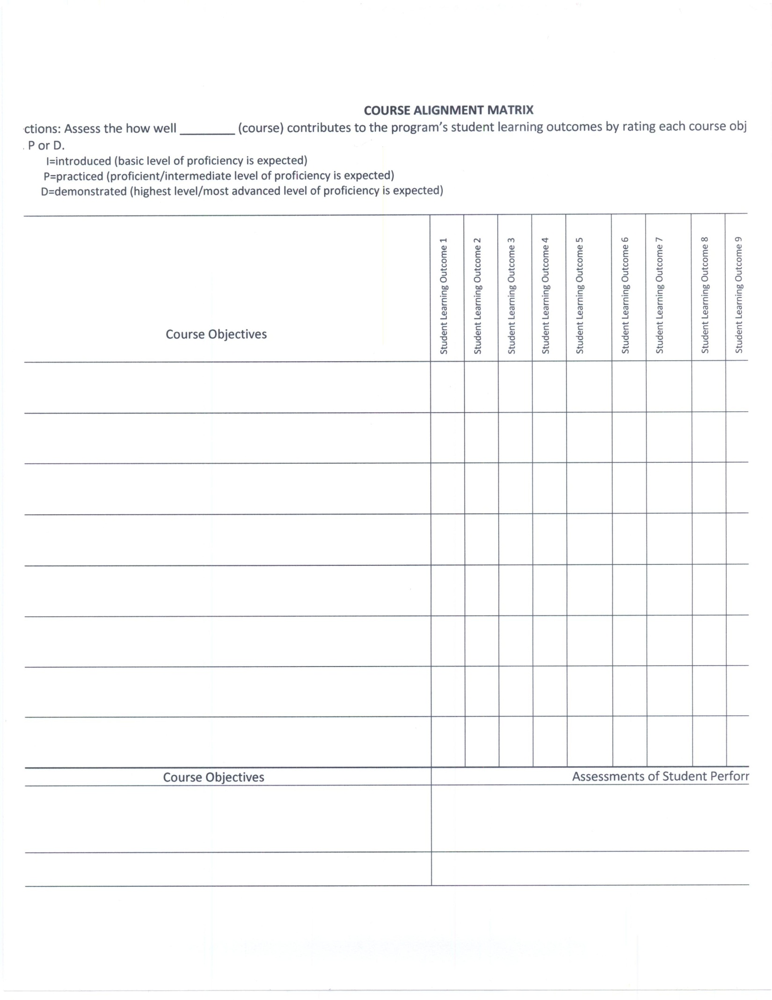 COURSE ALIGNMENT MATRIX
ctions: Assess the how well ________ (course) contributes to the program's student learning outcomes by rating each course obj
. P or D.
I=introduced (basic level of proficiency is expected)
P=practiced (proficient/intermediate level of proficiency is expected)
D=demonstrated (highest level/most advanced level of proficiency is expected)
Course Objectives
Student Learning Outcome 1
Student Learning Outcome 2
Student Learning Outcome 3
Student Learning Outcome 4
Student Learning Outcome 5
Student Learning Outcome 6
Student Learning Outcome 7
Student Learning Outcome 8
Student Learning Outcome 9
Course Objectives
Assessments of Student Perforr